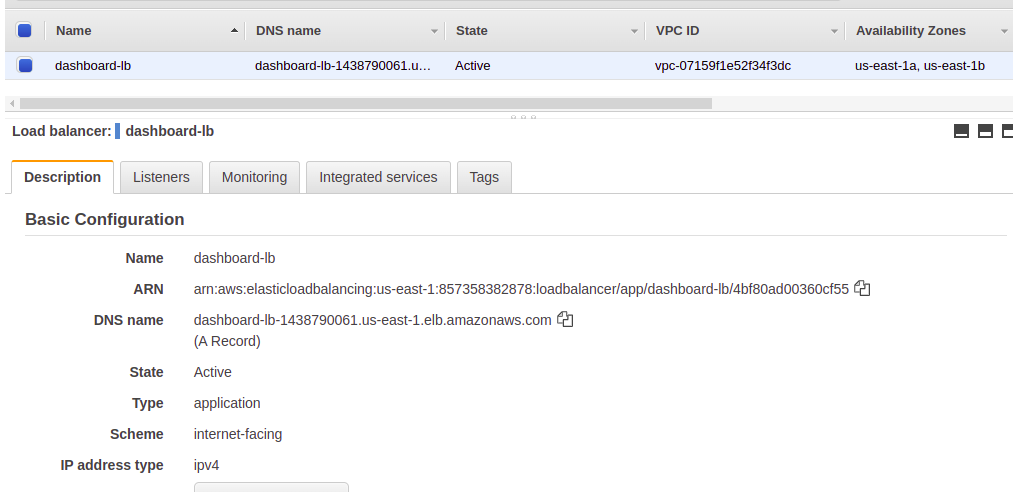 Name DNS name State VPC ID Availability Zones
dashboard-lb dashboard-lb-1438790061.u... Active vpc-07159f1e52f34f3dc us-east-1a, us-east-1b
Load balancer: dashboard-lb
Description Listeners Monitoring Integrated services Tags
Basic Configuration
Name dashboard-lb
ARN arn:aws:elasticloadbalancing:us-east-1:857358382878:loadbalancer/app/dashboard-lb/4bf80ad00360cf55
DNS name dashboard-lb-1438790061.us-east-1.elb.amazonaws.com
(A Record)
State Active
Type application
Scheme internet-facing
IP address type ipv4